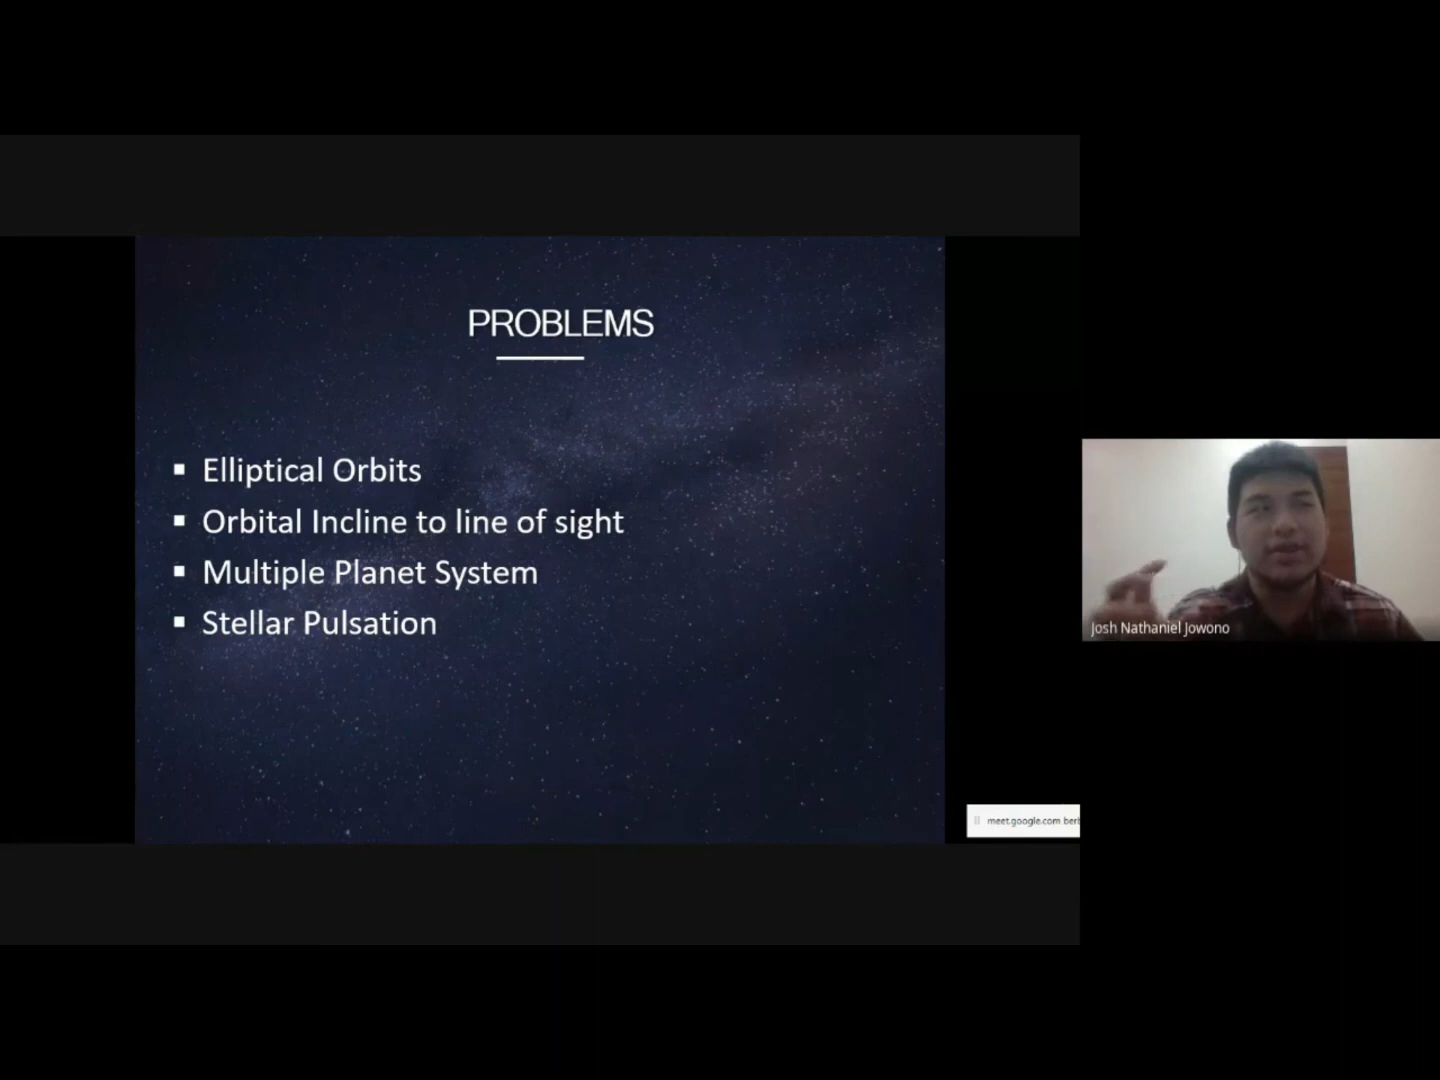 PROBLEMS
▪ Elliptical Orbits
▪ Orbital Incline to line of sight
▪ Multiple Planet System
▪ Stellar Pulsation
Josh Nathaniel Jowono
meet.google.com